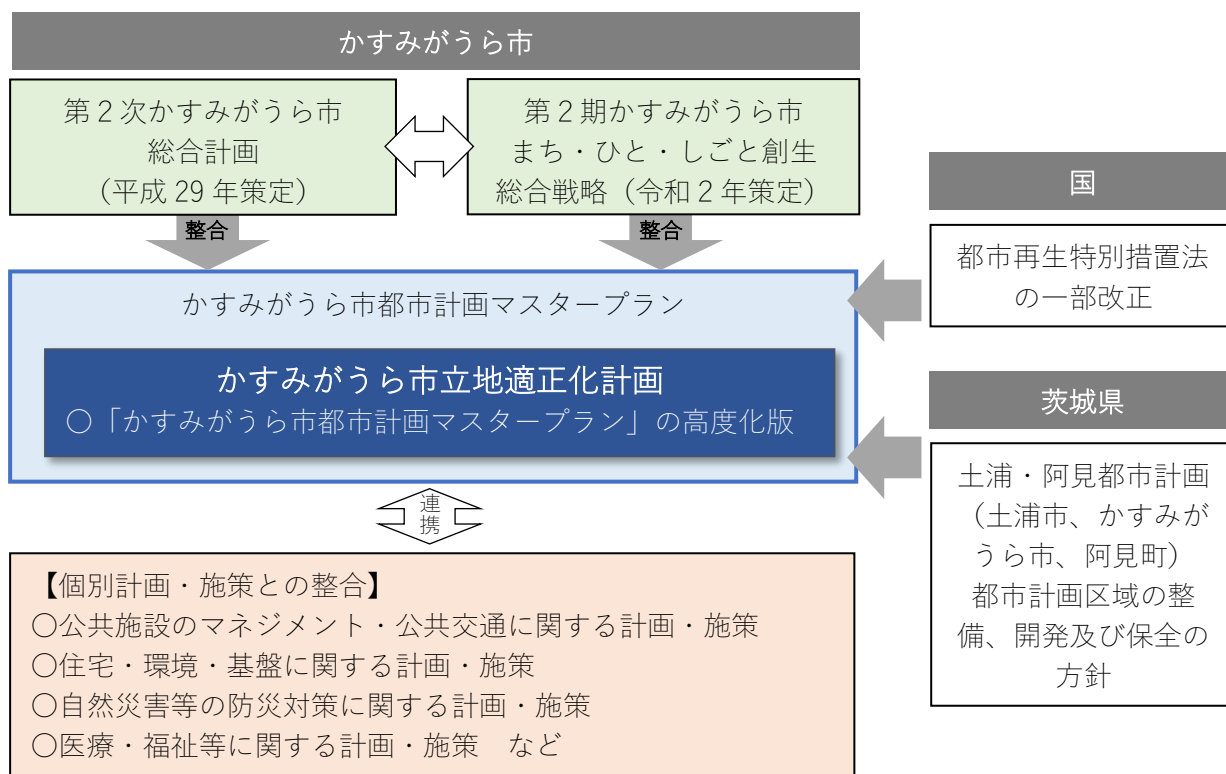 かすみがうら市
第2次かすみがうら市
総合計画
（平成 29 年策定）
第2期かすみがうら市
まち・ひと・しごと創生
総合戦略（令和2年策定）
整合
整合
かすみがうら市都市計画マスタープラン
かすみがうら市立地適正化計画
○「かすみがうら市都市計画マスタープラン」の高度化版
国
都市再生特別措置法
の一部改正
茨城県
土浦・阿見都市計画
（土浦市、かすみが
うら市、阿見町）
都市計画区域の整
備、開発及び保全の
方針
連
携
【個別計画・施策との整合】
○公共施設のマネジメント・公共交通に関する計画・施策
○住宅・環境・基盤に関する計画・施策
○自然災害等の防災対策に関する計画・施策
○医療・福祉等に関する計画・施策　など